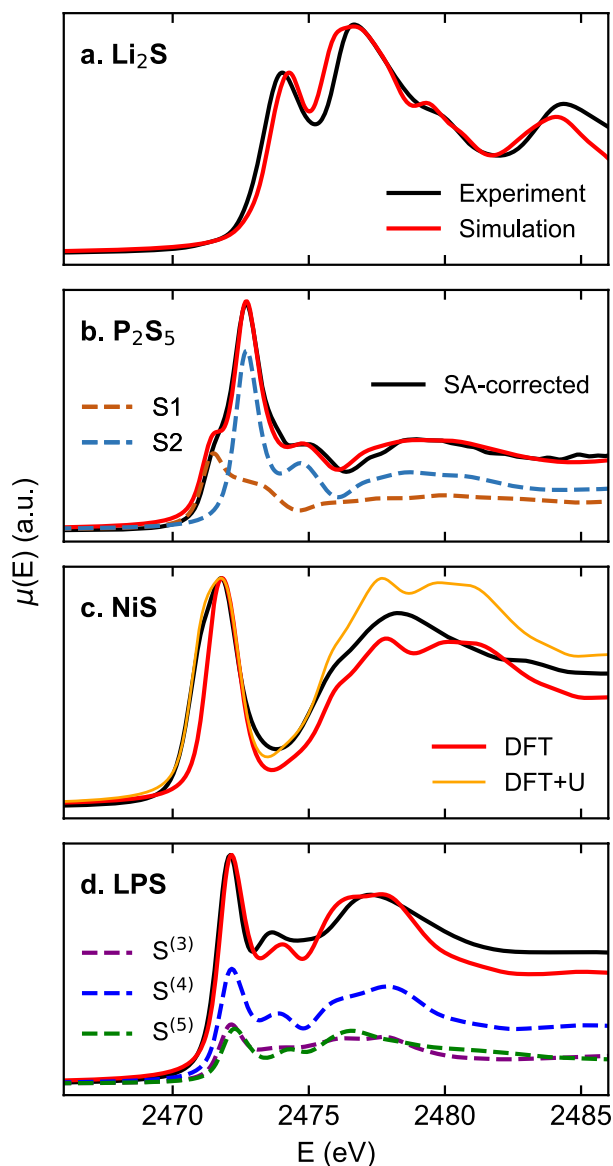 a. Li₂S
Experiment
Simulation
b. P₂S₅
SA-corrected
S1
S2
μ(E) (a.u.)
c. NiS
DFT
DFT+U
d. LPS
S⁽³⁾
S⁽⁴⁾
S⁽⁵⁾
2470 2475 2480 2485
E (eV)